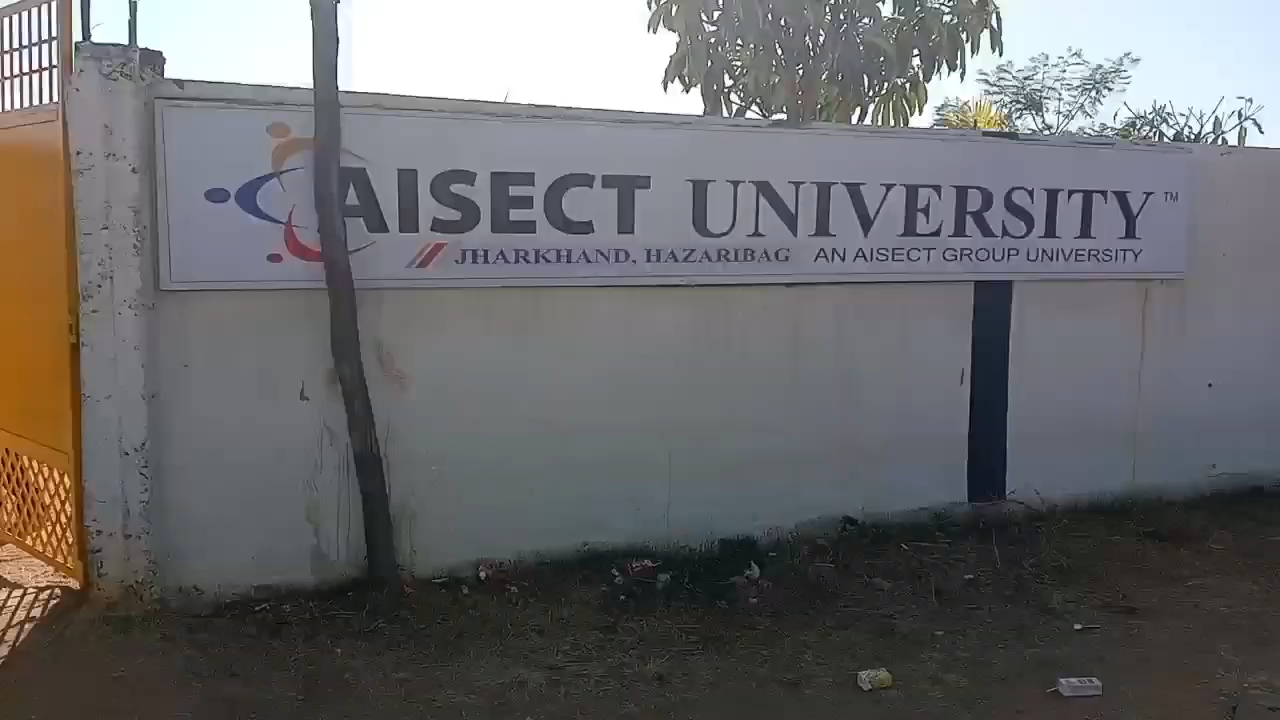 AISECT UNIVERSITY™
JHARKHAND, HAZARIBAG AN AISECT GROUP UNIVERSITY